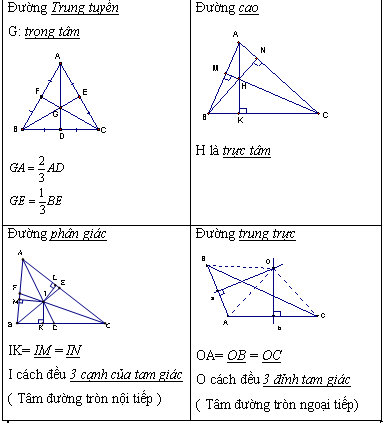 Đường Trung tuyến
G: trọng tâm
A
F
E
G
B
D
C
GA = 2/3 AD
GE = 1/3 BE
Đường cao
A
N
M
H
B
K
C
H là trực tâm
Đường phân giác
A
L
E
F
I
M
B
K
D
C
IK= IM = IN
I cách đều 3 cạnh của tam giác
( Tâm đường tròn nội tiếp )
Đường trung trực
B
O
a
A
b
C
OA= OB = OC
O cách đều 3 đỉnh tam giác
( Tâm đường tròn ngoại tiếp)